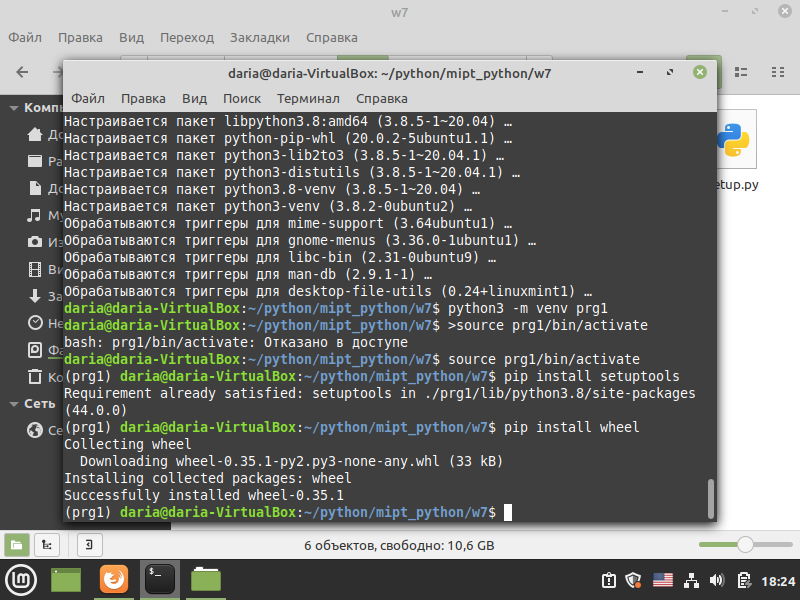 w7
Файл Правка Вид Переход Закладки Справка
daria@daria-VirtualBox: ~/python/mipt_python/w7
Файл Правка Вид Поиск Терминал Справка
Настраивается пакет libpython3.8:amd64 (3.8.5-1~20.04) …
Настраивается пакет python-pip-whl (20.0.2-5ubuntu1.1) …
Настраивается пакет python3-lib2to3 (3.8.5-1~20.04.1) …
Настраивается пакет python3-distutils (3.8.5-1~20.04.1) …
Настраивается пакет python3.8-venv (3.8.5-1~20.04) …
Настраивается пакет python3-venv (3.8.2-0ubuntu2) …
Обрабатываются триггеры для mime-support (3.64ubuntu1) …
Обрабатываются триггеры для gnome-menus (3.36.0-1ubuntu1) …
Обрабатываются триггеры для libc-bin (2.31-0ubuntu9) …
Обрабатываются триггеры для man-db (2.9.1-1) …
Обрабатываются триггеры для desktop-file-utils (0.24+linuxmint1) …
daria@daria-VirtualBox:~/python/mipt_python/w7$ python3 -m venv prg1
daria@daria-VirtualBox:~/python/mipt_python/w7$ >source prg1/bin/activate
bash: prg1/bin/activate: Отказано в доступе
daria@daria-VirtualBox:~/python/mipt_python/w7$ source prg1/bin/activate
(prg1) daria@daria-VirtualBox:~/python/mipt_python/w7$ pip install setuptools
Requirement already satisfied: setuptools in ./prg1/lib/python3.8/site-packages
(44.0.0)
(prg1) daria@daria-VirtualBox:~/python/mipt_python/w7$ pip install wheel
Collecting wheel
  Downloading wheel-0.35.1-py2.py3-none-any.whl (33 kB)
Installing collected packages: wheel
Successfully installed wheel-0.35.1
(prg1) daria@daria-VirtualBox:~/python/mipt_python/w7$
Комп
До
Ра
До
Му
Из
Ви
За
Не
Фа
Ко
Сеть
Се
etup.py
6 объектов, свободно: 10,6 GB
18:24